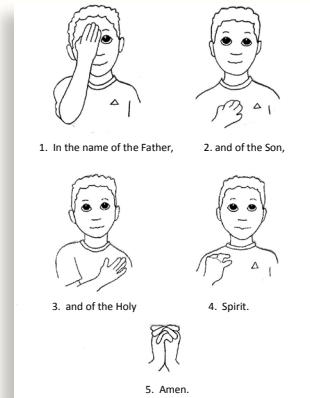 1. In the name of the Father,
2. and of the Son,
3. and of the Holy
4. Spirit.
5. Amen.